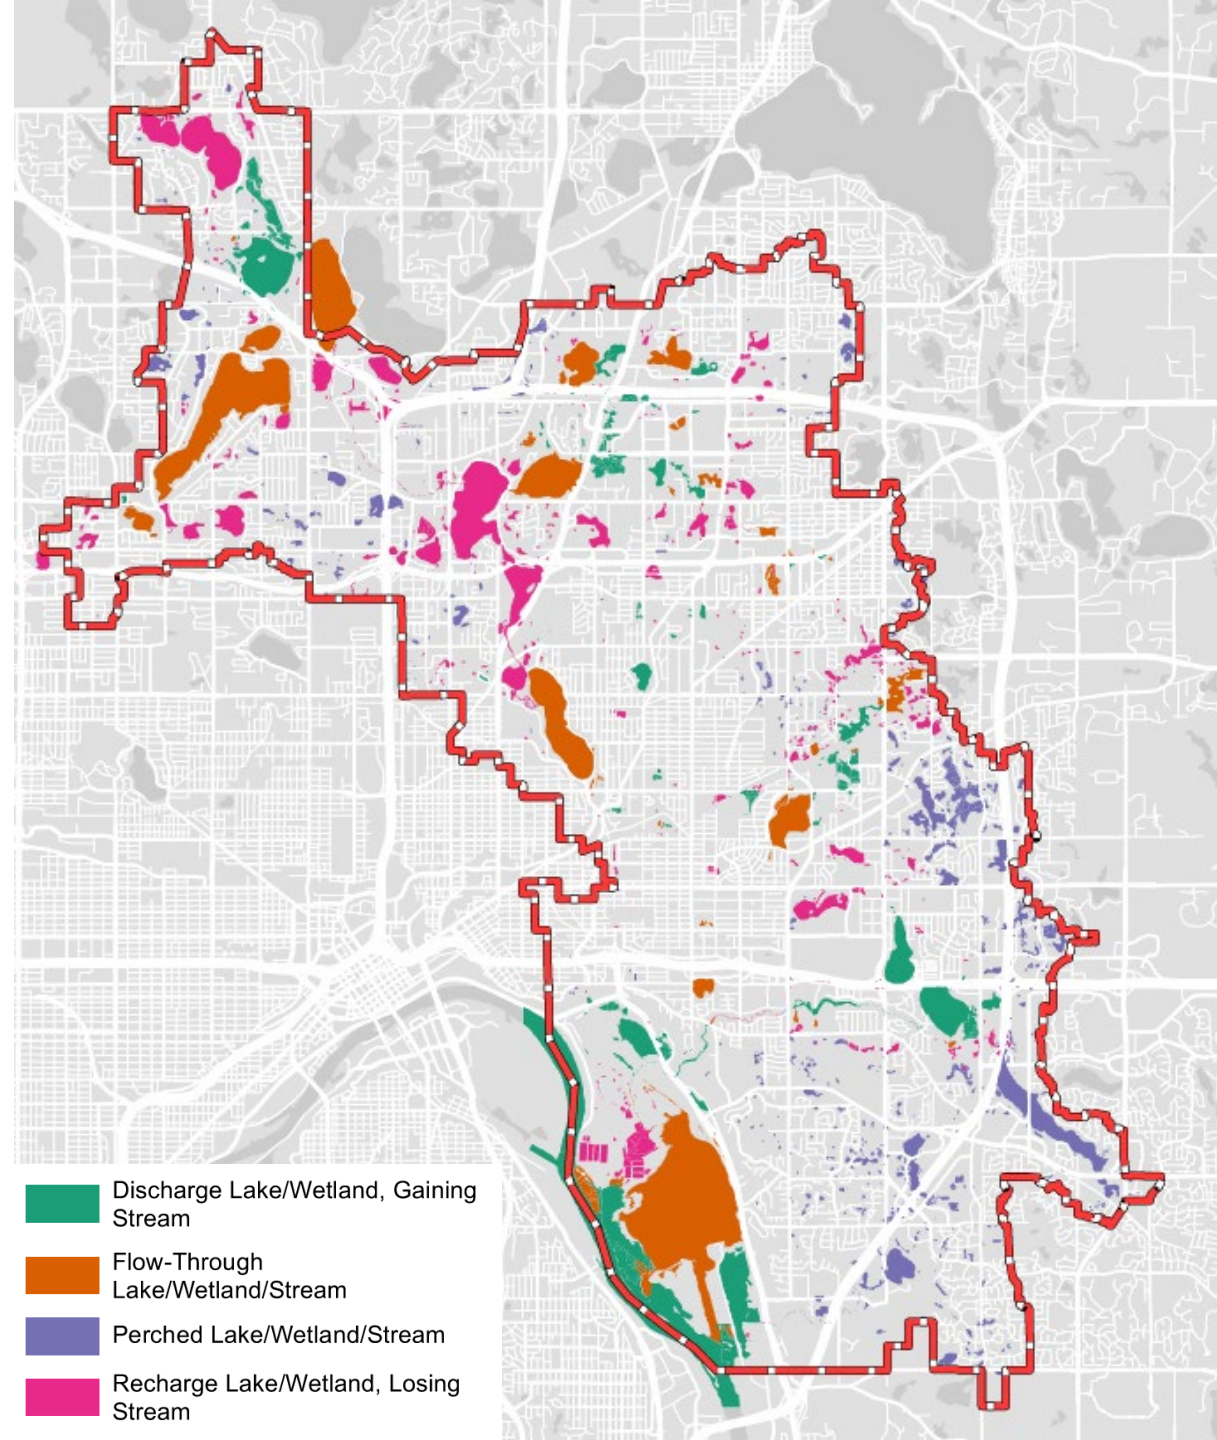 Discharge Lake/Wetland, Gaining
Stream
Flow-Through
Lake/Wetland/Stream
Perched Lake/Wetland/Stream
Recharge Lake/Wetland, Losing
Stream